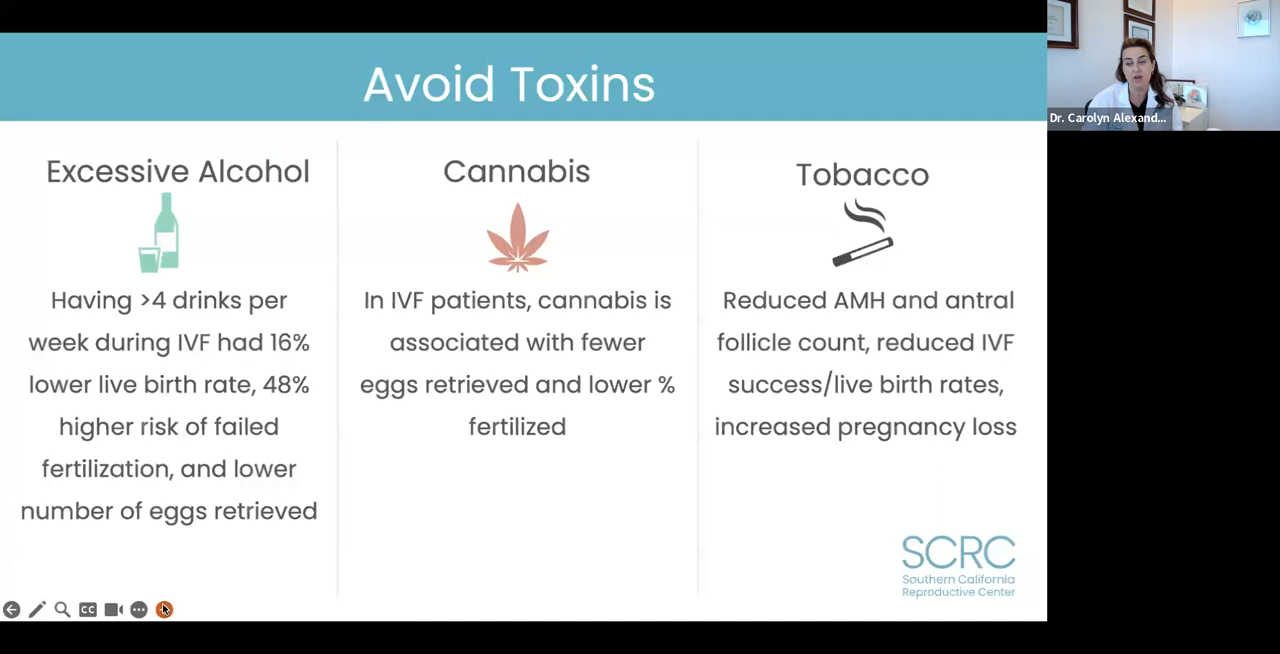 Avoid Toxins
Excessive Alcohol
Having >4 drinks per
week during IVF had 16%
lower live birth rate, 48%
higher risk of failed
fertilization, and lower
number of eggs retrieved
Cannabis
In IVF patients, cannabis is
associated with fewer
eggs retrieved and lower %
fertilized
Tobacco
Reduced AMH and antral
follicle count, reduced IVF
success/live birth rates,
increased pregnancy loss
SCRC
Southern California
Reproductive Center
CC
Dr. Carolyn Alexand...